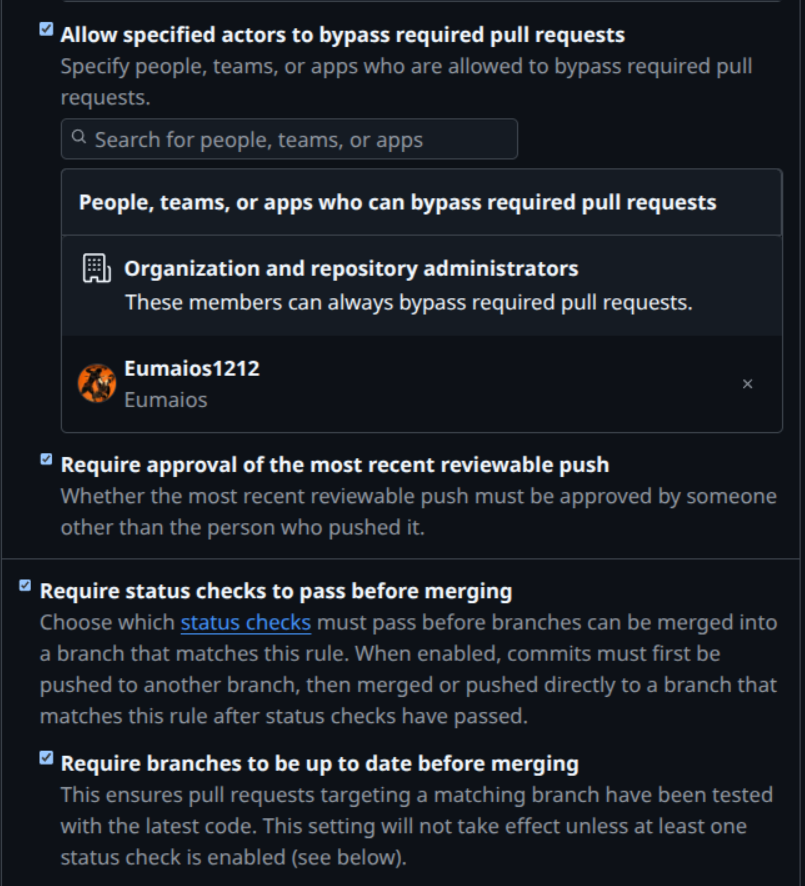 Allow specified actors to bypass required pull requests
Specify people, teams, or apps who are allowed to bypass required pull
requests.
Search for people, teams, or apps
People, teams, or apps who can bypass required pull requests
Organization and repository administrators
These members can always bypass required pull requests.
Eumaios1212
Eumaios
Require approval of the most recent reviewable push
Whether the most recent reviewable push must be approved by someone
other than the person who pushed it.
Require status checks to pass before merging
Choose which status checks must pass before branches can be merged into
a branch that matches this rule. When enabled, commits must first be
pushed to another branch, then merged or pushed directly to a branch that
matches this rule after status checks have passed.
Require branches to be up to date before merging
This ensures pull requests targeting a matching branch have been tested
with the latest code. This setting will not take effect unless at least one
status check is enabled (see below).